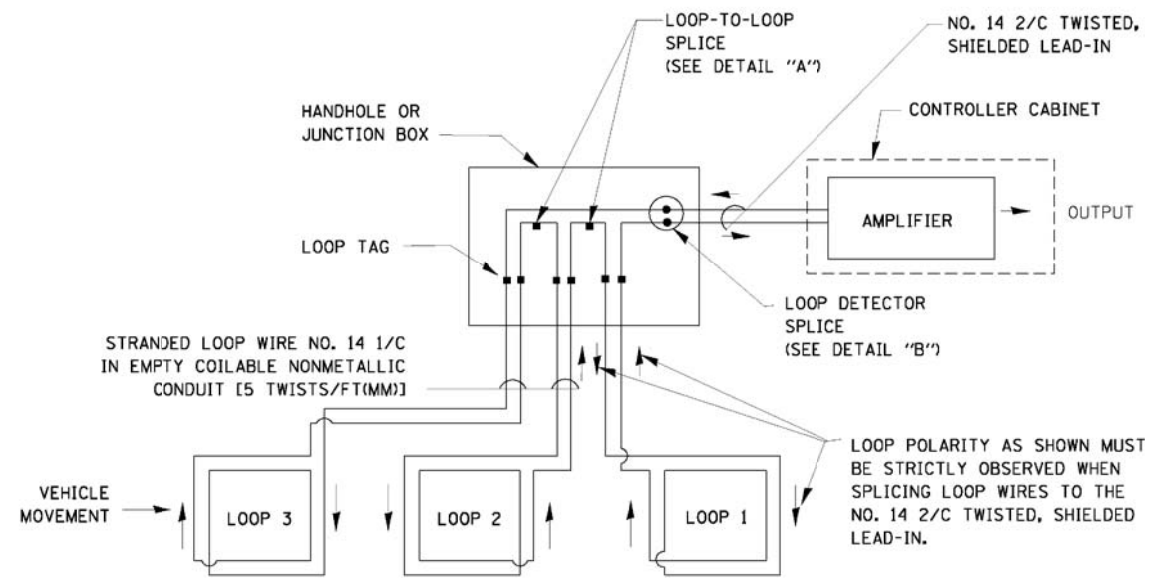 LOOP-TO-LOOP
SPLICE
(SEE DETAIL "A")
NO. 14 2/C TWISTED,
SHIELDED LEAD-IN
HANDHOLE OR
JUNCTION BOX
CONTROLLER CABINET
AMPLIFIER
OUTPUT
LOOP TAG
LOOP DETECTOR
SPLICE
(SEE DETAIL "B")
STRANDED LOOP WIRE NO. 14 1/C
IN EMPTY COILABLE NONMETALLIC
CONDUIT [5 TWISTS/FT(MM)]
LOOP POLARITY AS SHOWN MUST
BE STRICTLY OBSERVED WHEN
SPLICING LOOP WIRES TO THE
NO. 14 2/C TWISTED, SHIELDED
LEAD-IN.
VEHICLE
MOVEMENT
LOOP 3
LOOP 2
LOOP 1